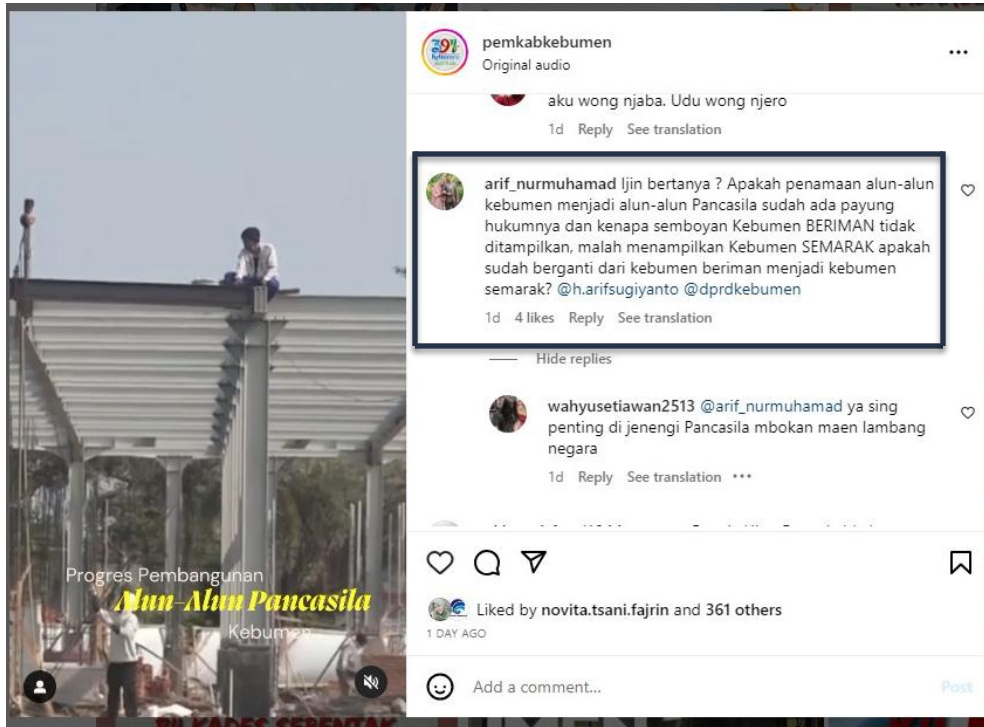 pemkabkebumen
Original audio
aku wong njaba. Udu wong njero
1d Reply See translation
arif_nurmuhamad Ijin bertanya ? Apakah penamaan alun-alun
kebumen menjadi alun-alun Pancasila sudah ada payung
hukumnya dan kenapa semboyan Kebumen BERIMAN tidak
ditampilkan, malah menampilkan Kebumen SEMARAK apakah
sudah berganti dari kebumen beriman menjadi kebumen
semarak? @h.arifsugiyanto @dprdkebumen
1d 4 likes Reply See translation
Hide replies
wahyusetiawan2513 @arif_nurmuhamad ya sing
penting di jenengi Pancasila mbokan maen lambang
negara
1d Reply See translation
Progres Pembangunan
Alun-Alun Pancasila
Kebumen
Liked by novita.tsani.fajrin and 361 others
1 DAY AGO
Add a comment...
Post